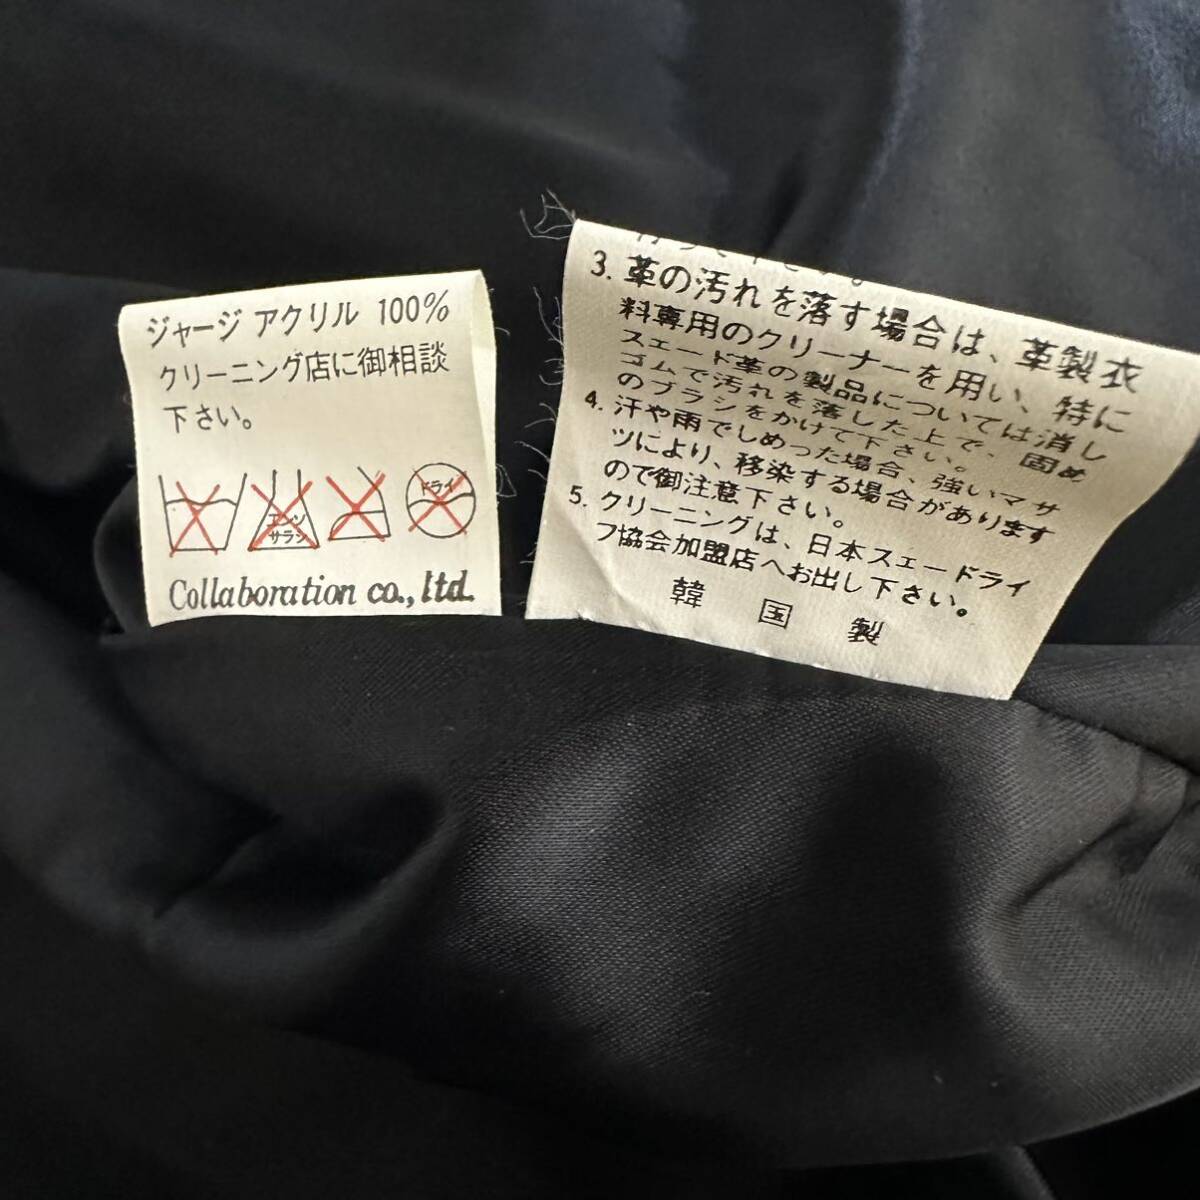 ジャージ アクリル 100%
クリーニング店に御相談
下さい。
エンソ
サラシ
ドライ
Collaboration co., ltd.
3. 革の汚れを落す場合は、革製衣
料専用のクリーナーを用い、特に
スエード革の製品については消し
ゴムで汚れを落した上で、固め
のブラシをかけて下さい。
4. 汗や雨でしめった場合、強いマサ
ツにより、移染する場合があります
ので御注意下さい。
5. クリーニングは、日本スエードライ
フ協会加盟店へお出し下さい。
韓国製